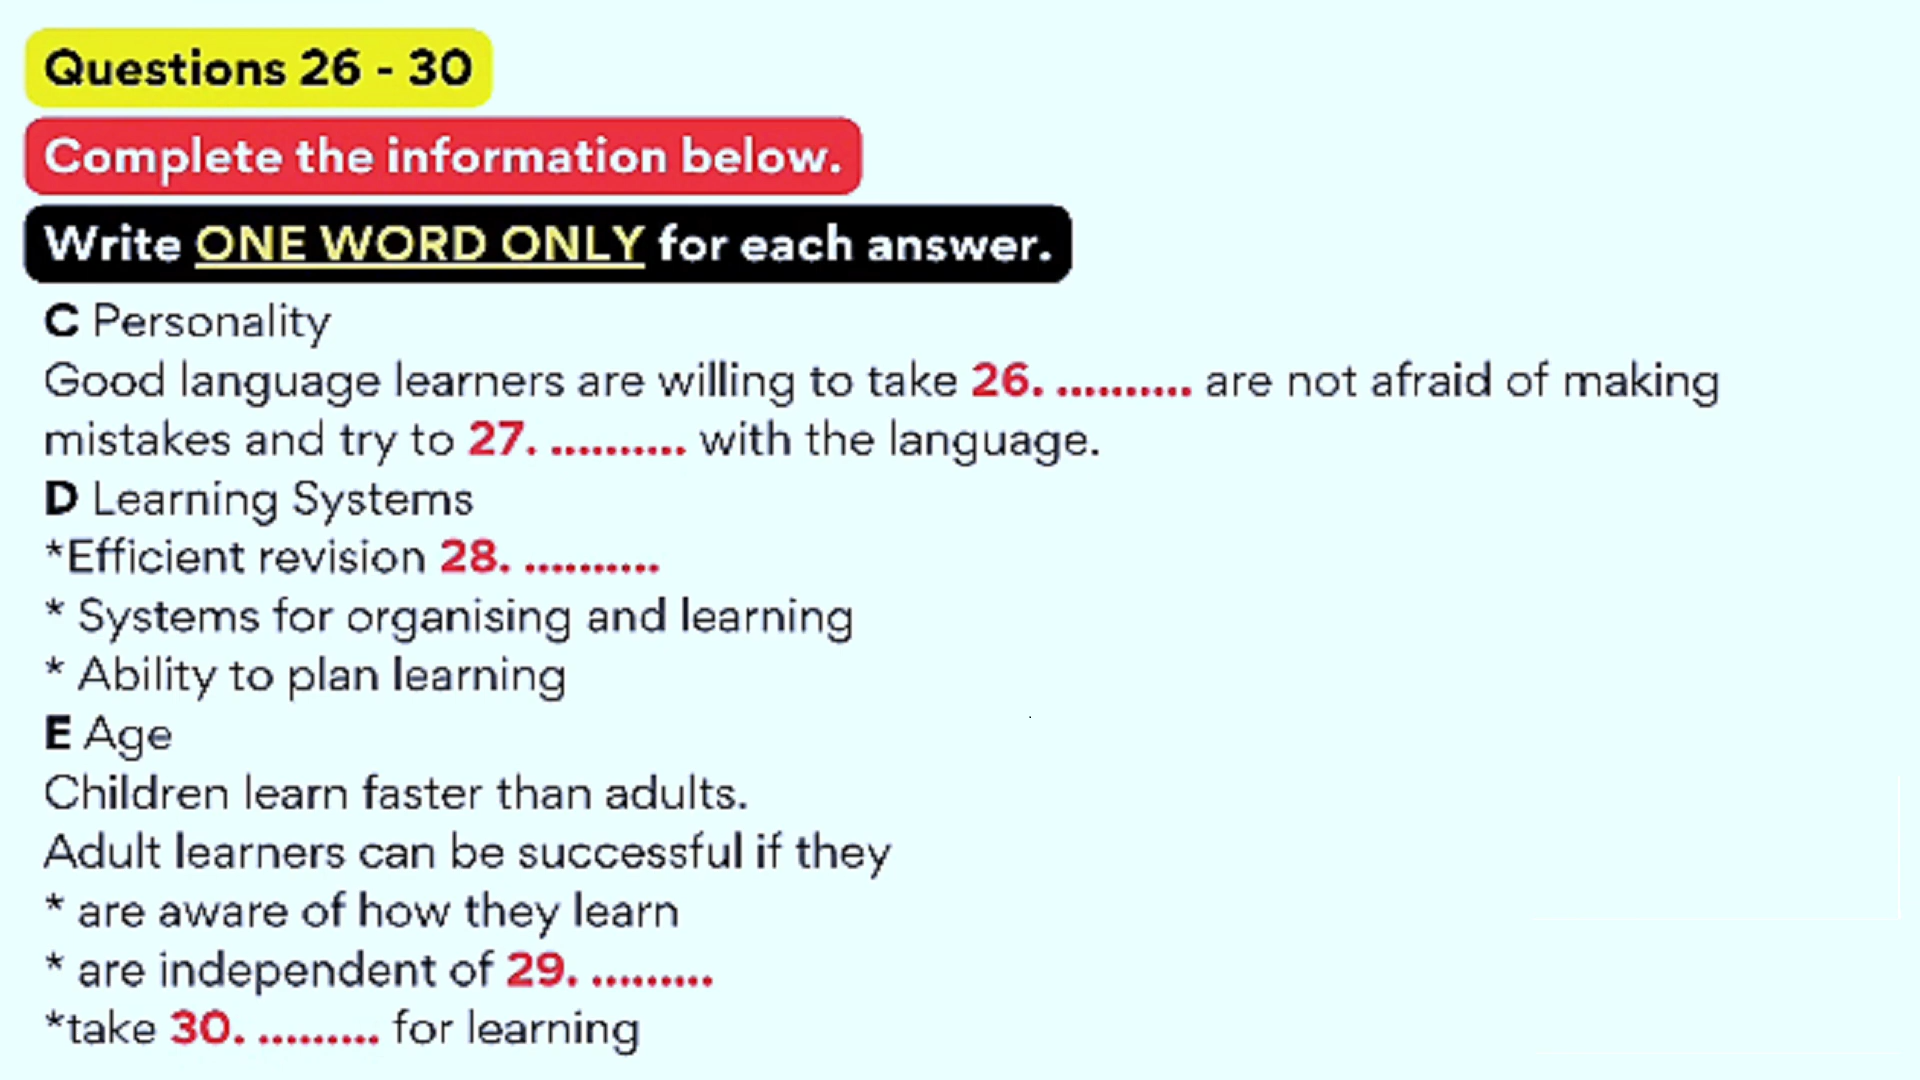 Questions 26 - 30
Complete the information below.
Write ONE WORD ONLY for each answer.
C Personality
Good language learners are willing to take 26. .......... are not afraid of making
mistakes and try to 27. .......... with the language.
D Learning Systems
*Efficient revision 28. ..........
* Systems for organising and learning
* Ability to plan learning
E Age
Children learn faster than adults.
Adult learners can be successful if they
* are aware of how they learn
* are independent of 29. .........
*take 30. ......... for learning